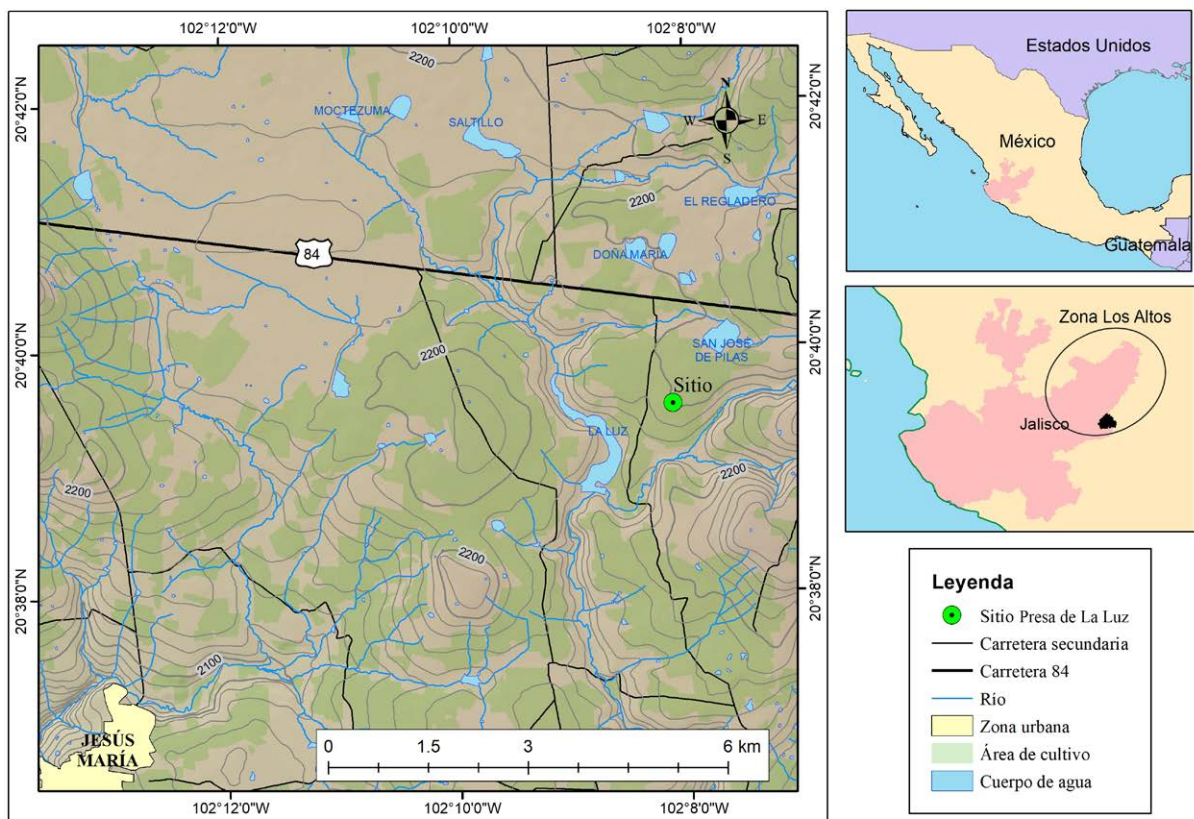 102°12'0"W
102°10'0"W
102°8'0"W
20°42'0"N
20°40'0"N
20°38'0"N
2200
MOCTEZUMA
SALTILLO
N
W
E
S
EL REGLADERO
2200
DOÑA MARÍA
84
2200
SAN JOSÉ
DE PILAS
Sitio
LA LUZ
2200
2200
2200
2100
JESÚS
MARÍA
0
1.5
3
6 km
20°42'0"N
20°40'0"N
20°38'0"N
102°12'0"W
102°10'0"W
102°8'0"W
Estados Unidos
México
Guatemala
Zona Los Altos
Jalisco
Leyenda
Sitio Presa de La Luz
Carretera secundaria
Carretera 84
Río
Zona urbana
Área de cultivo
Cuerpo de agua